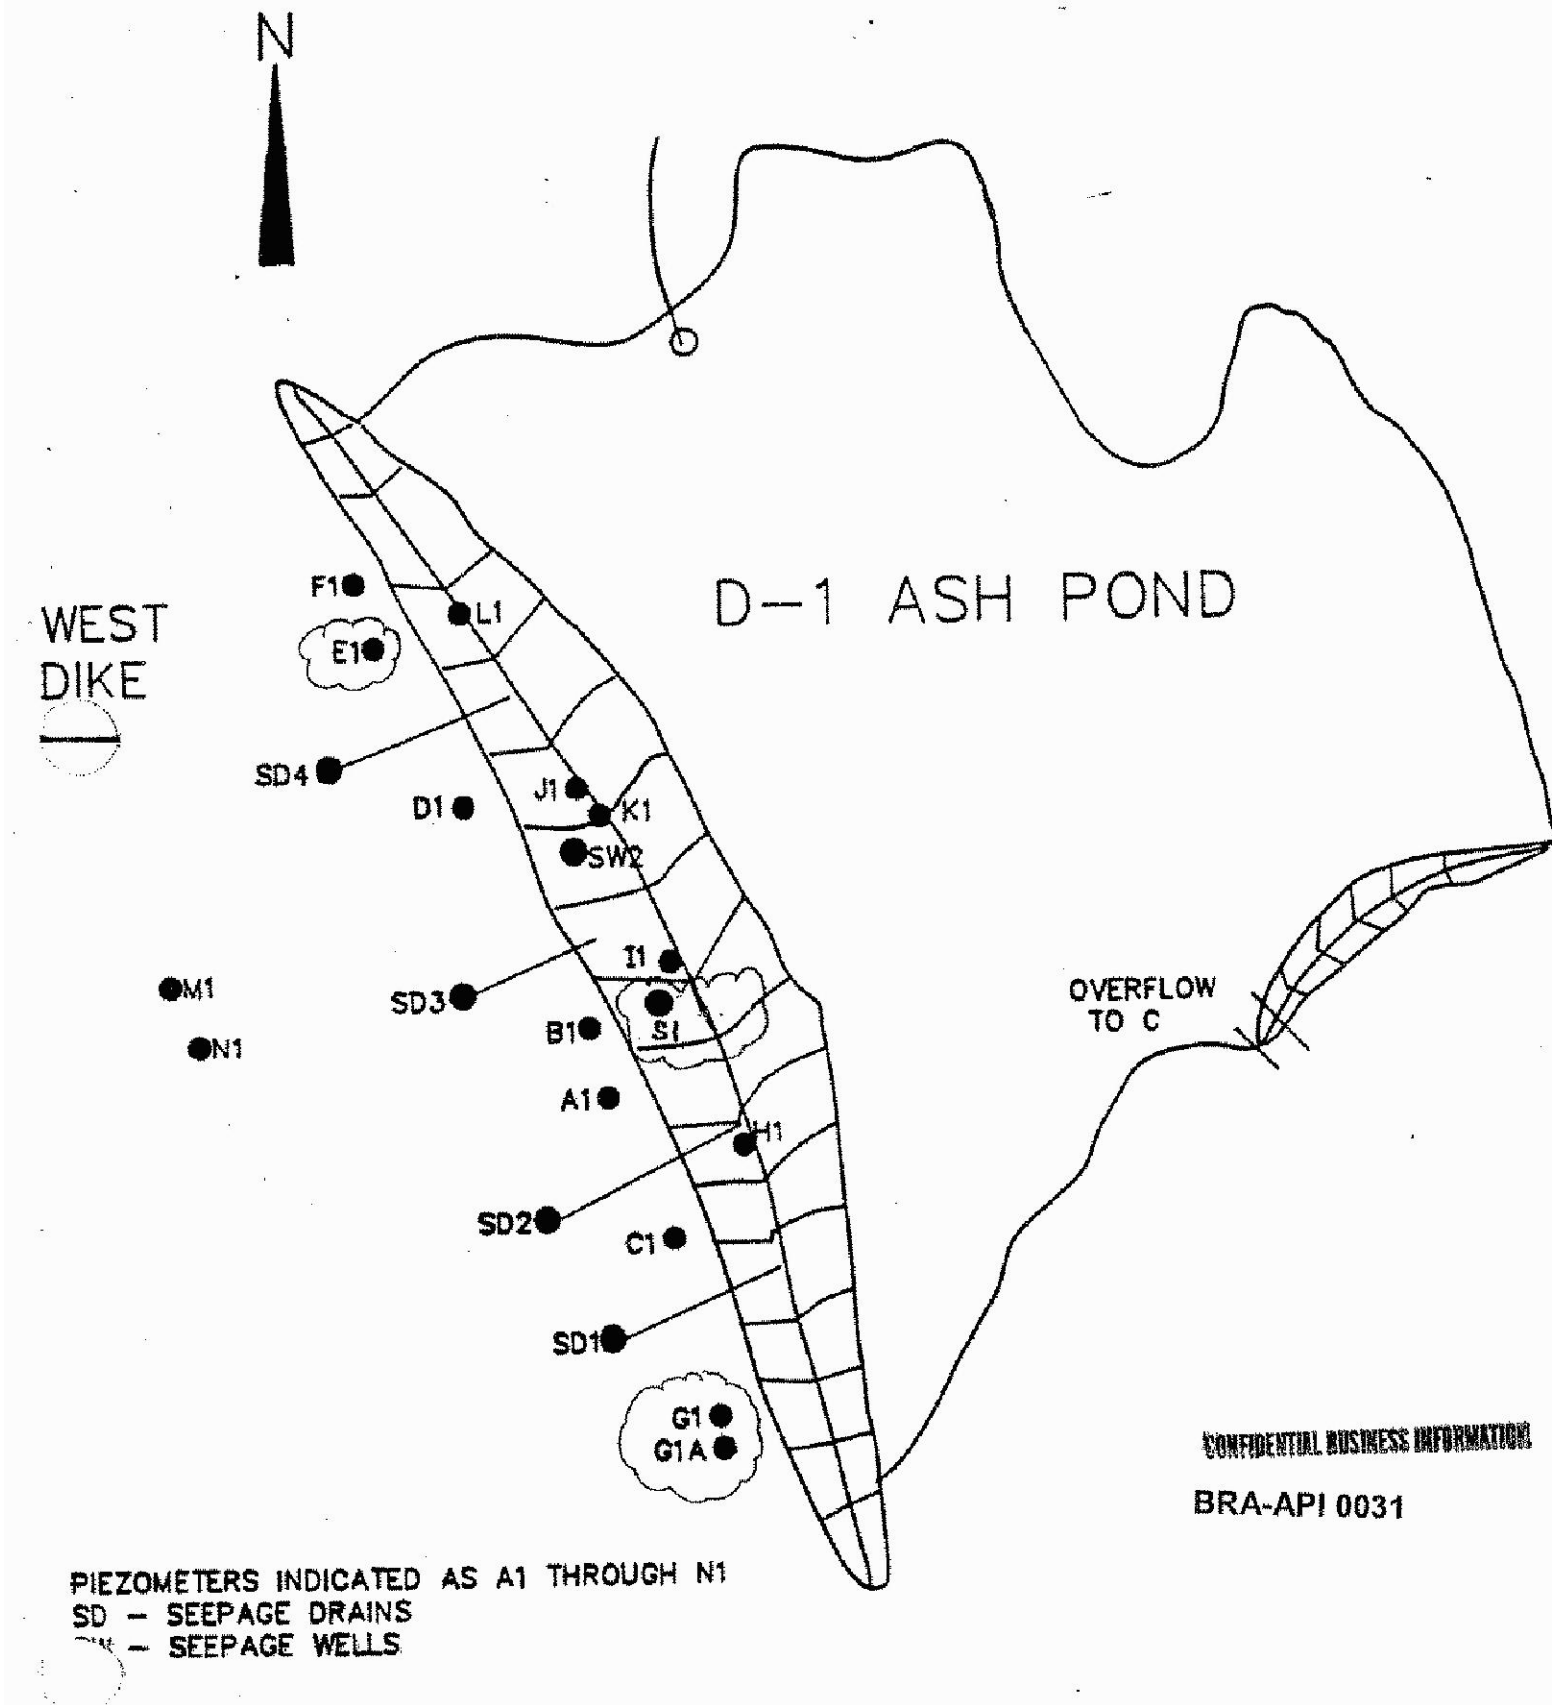 N
D-1 ASH POND
WEST
DIKE
F1
L1
E1
SD4
J1
D1
K1
SW2
I1
M1
SD3
S1
B1
N1
OVERFLOW
TO C
A1
H1
SD2
C1
SD1
G1
G1A
CONFIDENTIAL BUSINESS INFORMATION
BRA-API 0031
PIEZOMETERS INDICATED AS A1 THROUGH N1
SD - SEEPAGE DRAINS
- SEEPAGE WELLS